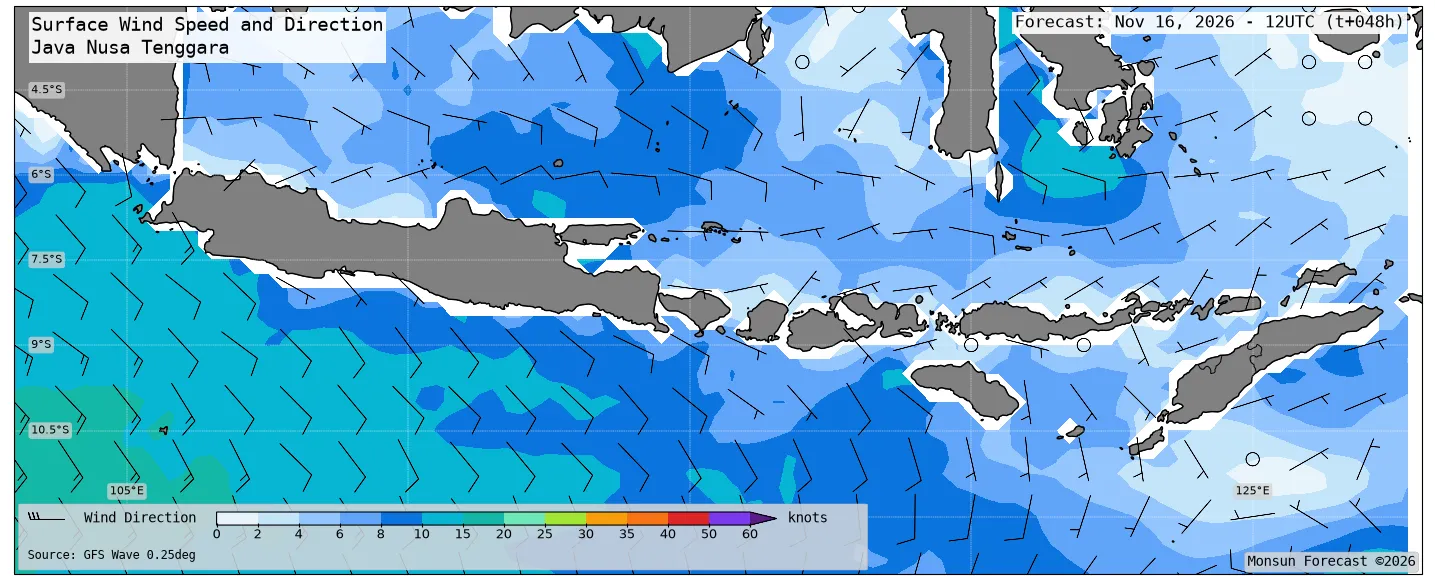 Surface Wind Speed and Direction
Java Nusa Tenggara
Forecast: Nov 16, 2026 - 12UTC (t+048h)
4.5°S
6°S
7.5°S
9°S
10.5°S
105°E
125°E
Wind Direction
0 2 4 6 8 10 15 20 25 30 35 40 50 60
knots
Source: GFS Wave 0.25deg
Monsun Forecast ©2026